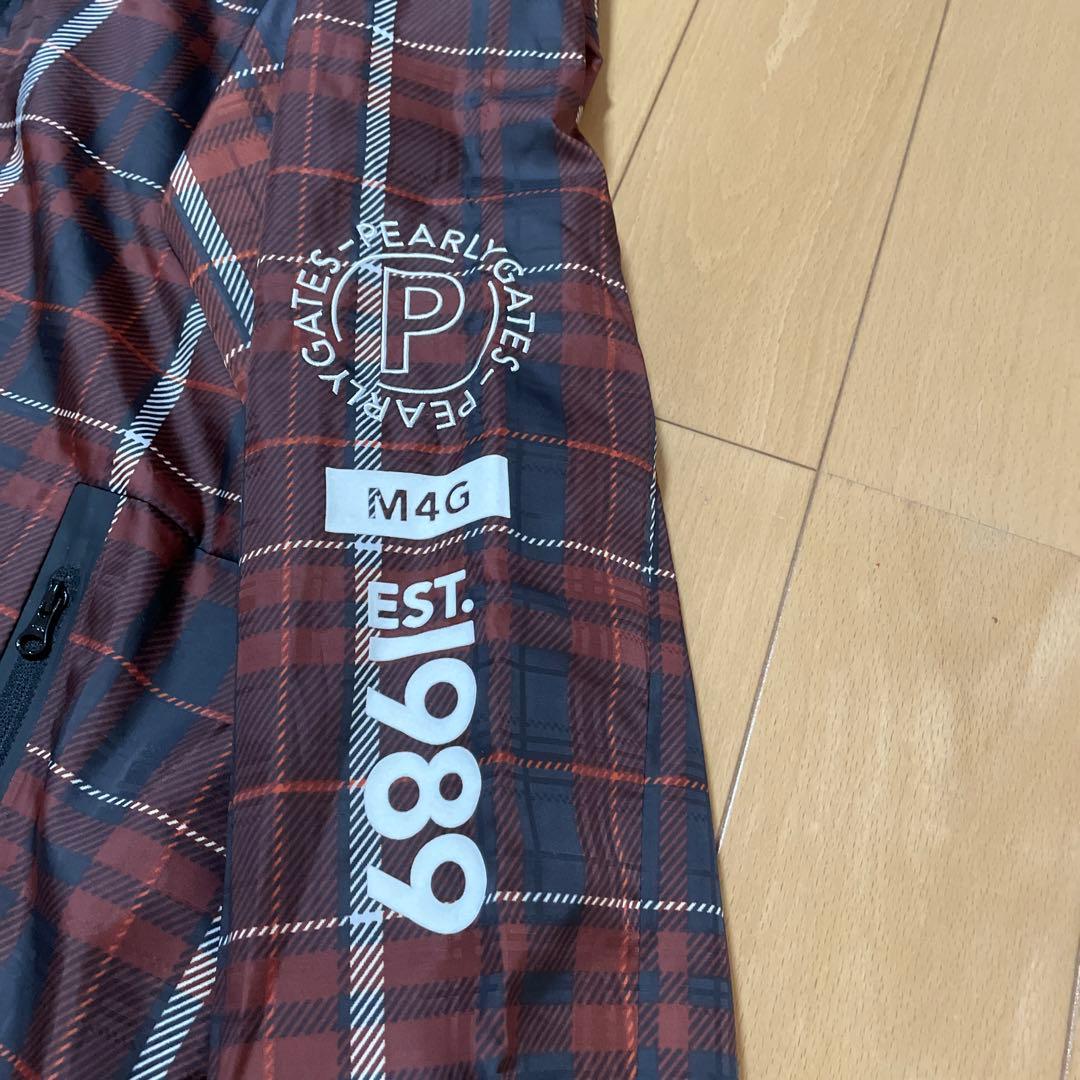 PEARLY GATES - PEARLY GATES -
P
M4G
EST.
1989